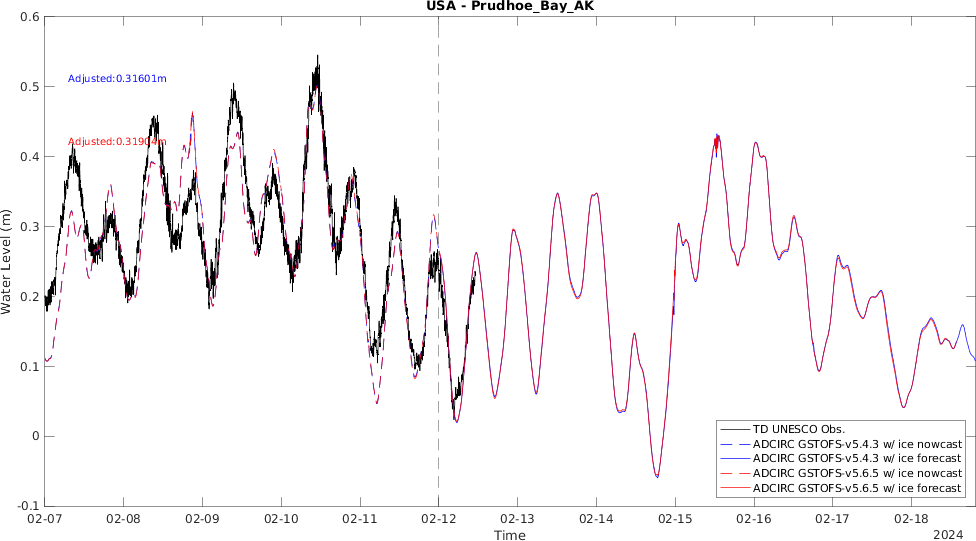 USA - Prudhoe_Bay_AK
0.6
0.5
0.4
0.3
0.2
0.1
0
-0.1
Water Level (m)
Adjusted:0.31601m
Adjusted:0.31904m
TD UNESCO Obs.
ADCIRC GSTOFS-v5.4.3 w/ ice nowcast
ADCIRC GSTOFS-v5.4.3 w/ ice forecast
ADCIRC GSTOFS-v5.6.5 w/ ice nowcast
ADCIRC GSTOFS-v5.6.5 w/ ice forecast
02-07 02-08 02-09 02-10 02-11 02-12 02-13 02-14 02-15 02-16 02-17 02-18
Time
2024